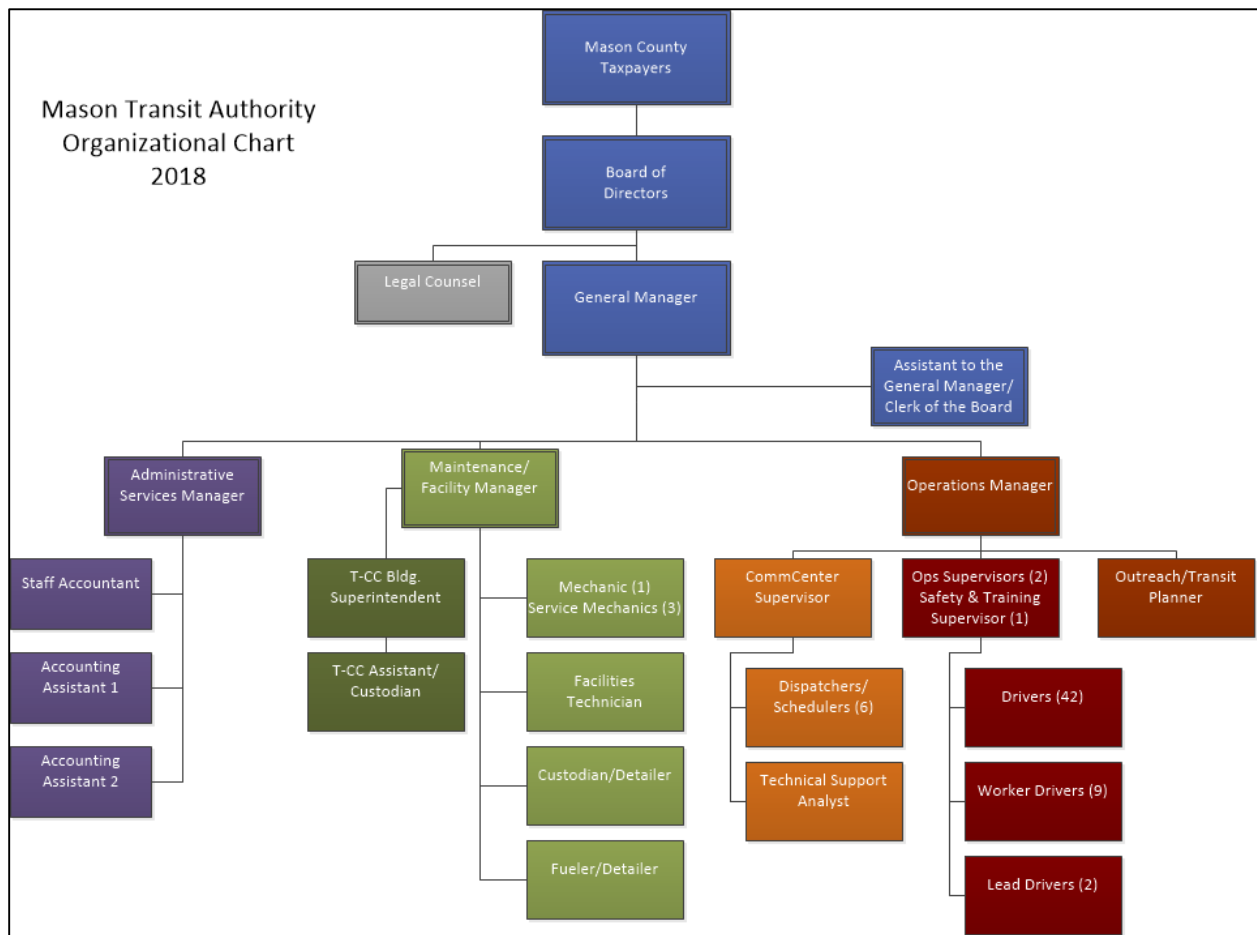 Mason County
Taxpayers
Mason Transit Authority
Organizational Chart
2018
Board of
Directors
Legal Counsel
General Manager
Assistant to the
General Manager/
Clerk of the Board
Administrative
Services Manager
Maintenance/
Facility Manager
Operations Manager
Staff Accountant
T-CC Bldg.
Superintendent
Mechanic (1)
Service Mechanics (3)
CommCenter
Supervisor
Ops Supervisors (2)
Safety & Training
Supervisor (1)
Outreach/Transit
Planner
Accounting
Assistant 1
T-CC Assistant/
Custodian
Facilities
Technician
Dispatchers/
Schedulers (6)
Drivers (42)
Accounting
Assistant 2
Custodian/Detailer
Technical Support
Analyst
Worker Drivers (9)
Fueler/Detailer
Lead Drivers (2)